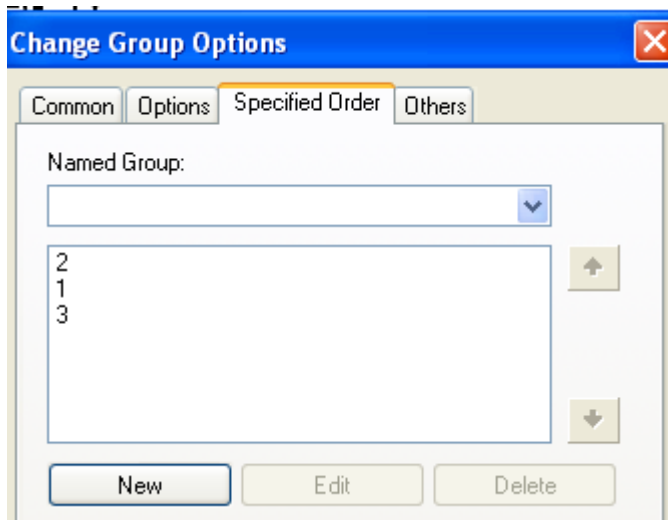 Change Group Options
Common Options Specified Order Others
Named Group:
2
1
3
New Edit Delete